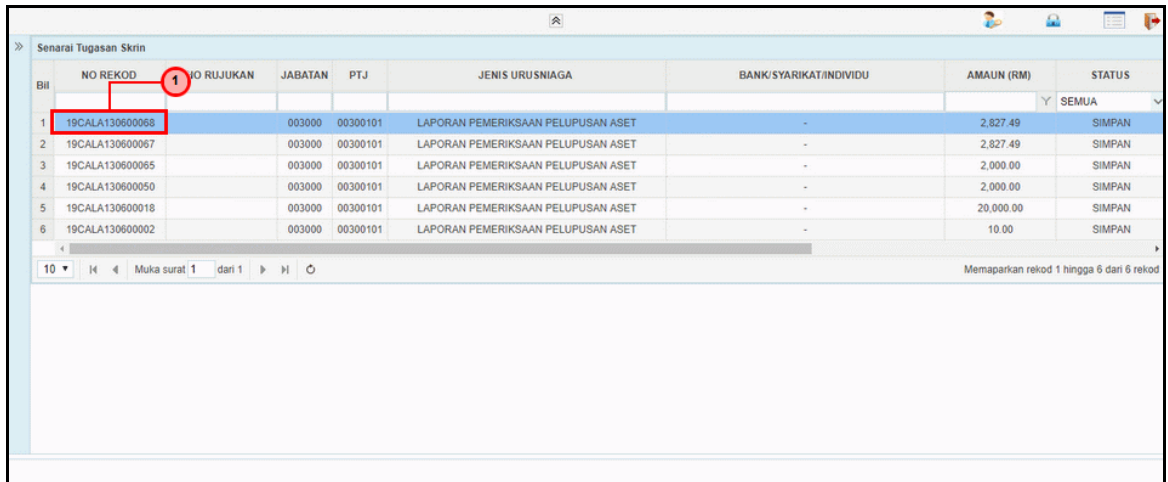 Senarai Tugasan Skrin
Bil NO REKOD 1 NO RUJUKAN JABATAN PTJ JENIS URUSNIAGA BANK/SYARIKAT/INDIVIDU AMAUN (RM) STATUS
SEMUA
1 19CALA130600068 003000 00300101 LAPORAN PEMERIKSAAN PELUPUSAN ASET - 2,827.49 SIMPAN
2 19CALA130600067 003000 00300101 LAPORAN PEMERIKSAAN PELUPUSAN ASET - 2,827.49 SIMPAN
3 19CALA130600065 003000 00300101 LAPORAN PEMERIKSAAN PELUPUSAN ASET - 2,000.00 SIMPAN
4 19CALA130600050 003000 00300101 LAPORAN PEMERIKSAAN PELUPUSAN ASET - 2,000.00 SIMPAN
5 19CALA130600018 003000 00300101 LAPORAN PEMERIKSAAN PELUPUSAN ASET - 20,000.00 SIMPAN
6 19CALA130600002 003000 00300101 LAPORAN PEMERIKSAAN PELUPUSAN ASET - 10.00 SIMPAN
10 Muka surat 1 dari 1 Memaparkan rekod 1 hingga 6 dari 6 rekod